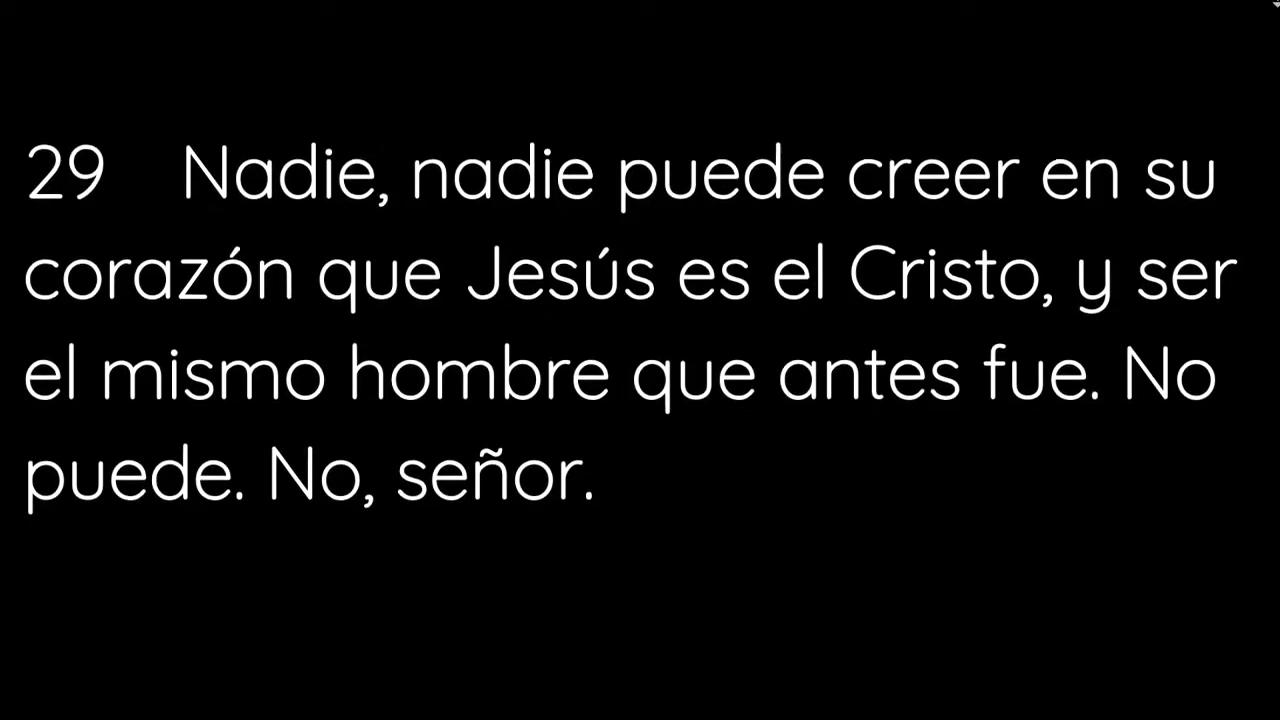 29 Nadie, nadie puede creer en su
corazón que Jesús es el Cristo, y ser
el mismo hombre que antes fue. No
puede. No, señor.